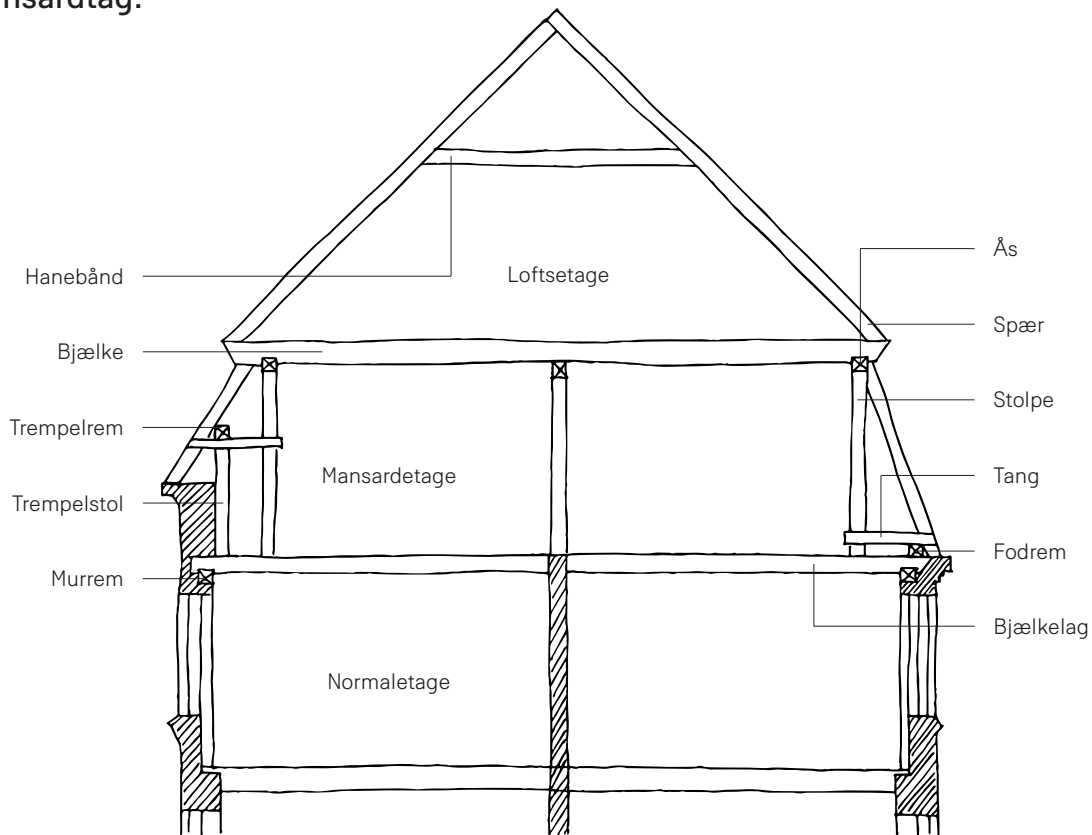 nsardtag.
Hanebånd
Loftsetage
Ås
Spær
Bjælke
Stolpe
Trempelrem
Mansardetage
Tang
Trempelstol
Fodrem
Murrem
Bjælkelag
Normaletage